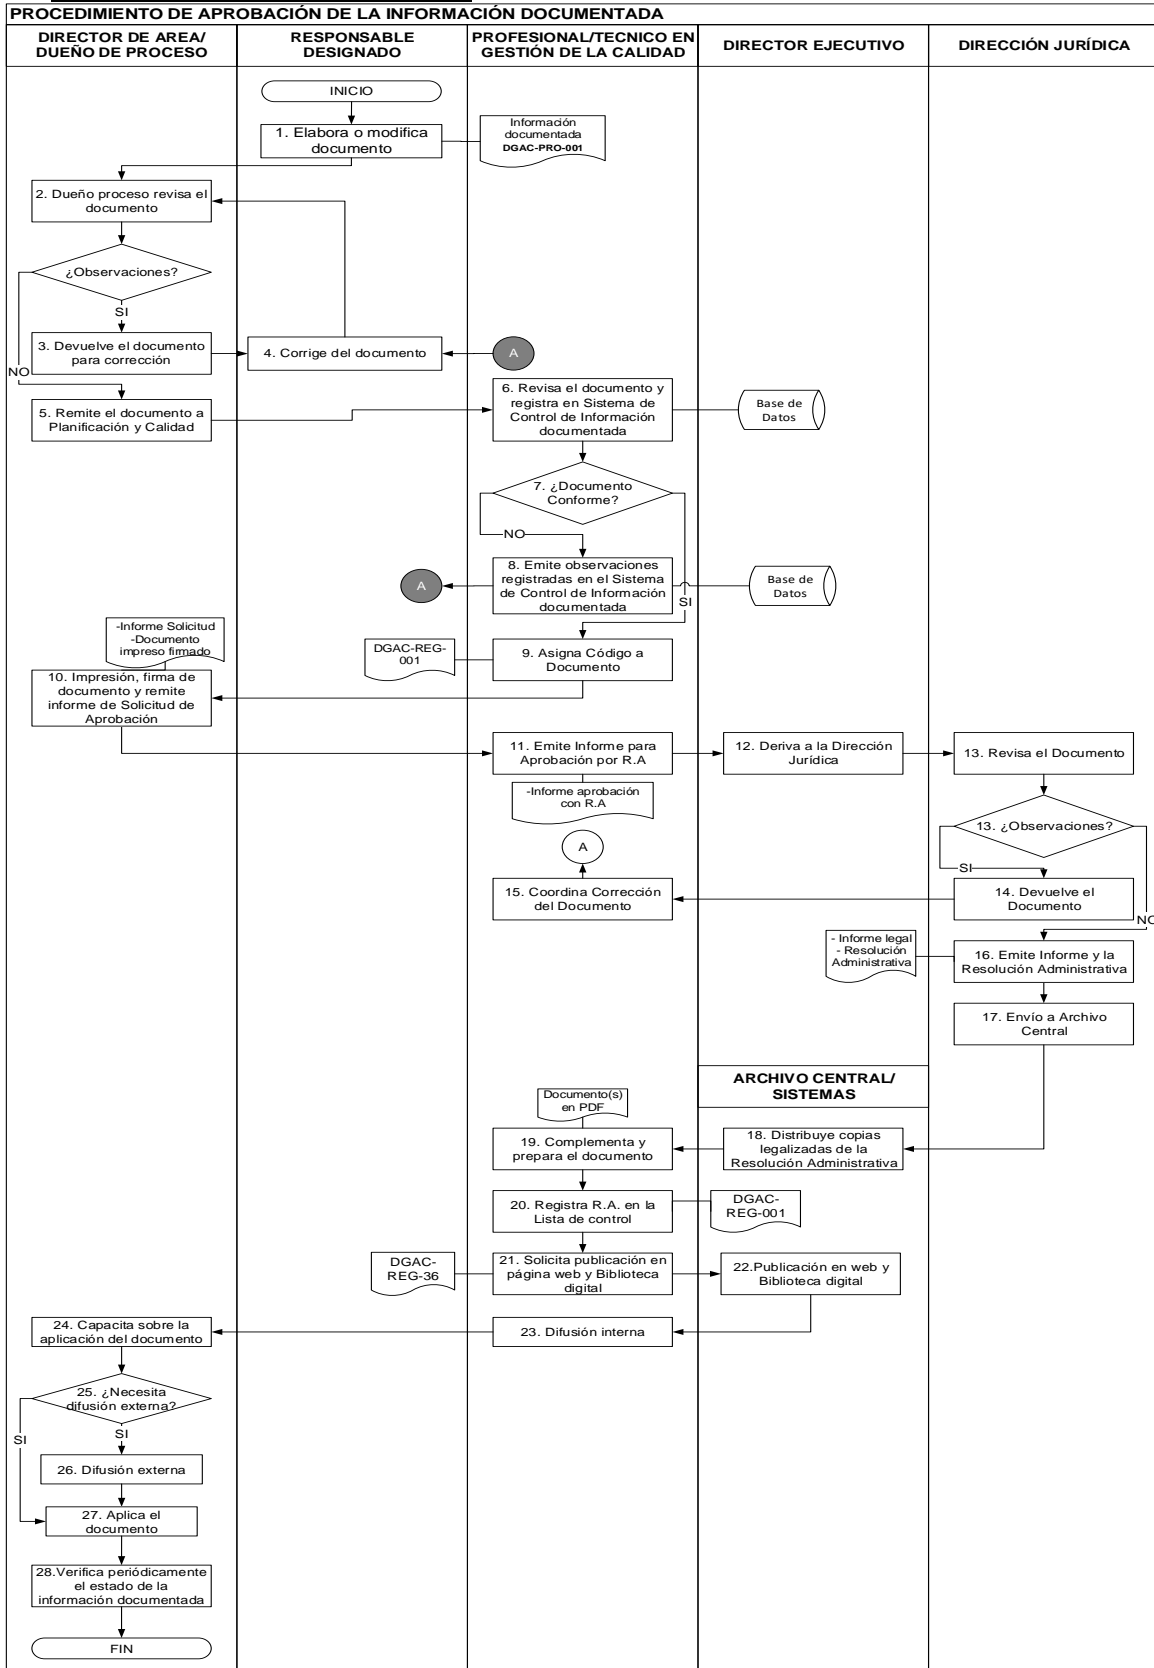 PROCEDIMIENTO DE APROBACIÓN DE LA INFORMACIÓN DOCUMENTADA
DIRECTOR DE AREA/
DUEÑO DE PROCESO
RESPONSABLE
DESIGNADO
PROFESIONAL/TECNICO EN
GESTIÓN DE LA CALIDAD
DIRECTOR EJECUTIVO
DIRECCIÓN JURÍDICA
INICIO
1. Elabora o modifica
documento
Información
documentada
DGAC-PRO-001
2. Dueño proceso revisa el
documento
¿Observaciones?
SI
NO
3. Devuelve el documento
para corrección
4. Corrige del documento
A
5. Remite el documento a
Planificación y Calidad
6. Revisa el documento y
registra en Sistema de
Control de Información
documentada
Base de
Datos
7. ¿Documento
Conforme?
NO
SI
8. Emite observaciones
registradas en el Sistema
de Control de Información
documentada
A
Base de
Datos
9. Asigna Código a
Documento
DGAC-REG-
001
-Informe Solicitud
-Documento
impreso firmado
10. Impresión, firma de
documento y remite
informe de Solicitud de
Aprobación
11. Emite Informe para
Aprobación por R.A
-Informe aprobación
con R.A
12. Deriva a la Dirección
Jurídica
13. Revisa el Documento
13. ¿Observaciones?
SI
NO
14. Devuelve el
Documento
15. Coordina Corrección
del Documento
A
- Informe legal
- Resolución
Administrativa
16. Emite Informe y la
Resolución Administrativa
17. Envío a Archivo
Central
ARCHIVO CENTRAL/
SISTEMAS
18. Distribuye copias
legalizadas de la
Resolución Administrativa
Documento(s)
en PDF
19. Complementa y
prepara el documento
20. Registra R.A. en la
Lista de control
DGAC-
REG-001
21. Solicita publicación en
página web y Biblioteca
digital
DGAC-
REG-36
22.Publicación en web y
Biblioteca digital
23. Difusión interna
24. Capacita sobre la
aplicación del documento
25. ¿Necesita
difusión externa?
SI
SI
26. Difusión externa
27. Aplica el
documento
28.Verifica periódicamente
el estado de la
información documentada
FIN